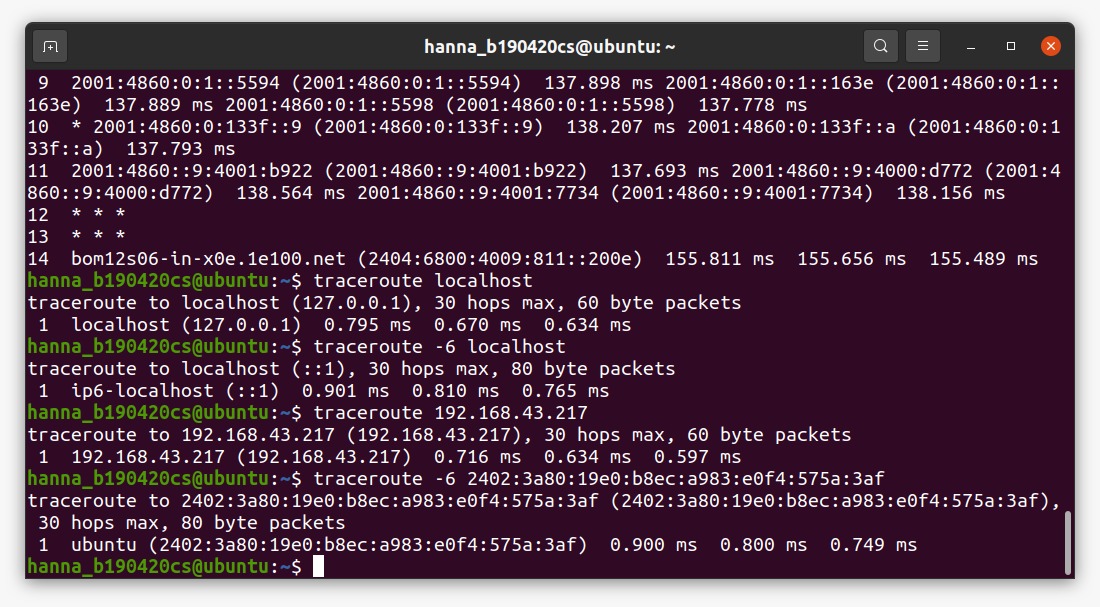 hanna_b190420cs@ubuntu: ~
 9  2001:4860:0:1::5594 (2001:4860:0:1::5594)  137.898 ms 2001:4860:0:1::163e (2001:4860:0:1::
163e)  137.889 ms 2001:4860:0:1::5598 (2001:4860:0:1::5598)  137.778 ms
10  * 2001:4860:0:133f::9 (2001:4860:0:133f::9)  138.207 ms 2001:4860:0:133f::a (2001:4860:0:1
33f::a)  137.793 ms
11  2001:4860::9:4001:b922 (2001:4860::9:4001:b922)  137.693 ms 2001:4860::9:4000:d772 (2001:4
860::9:4000:d772)  138.564 ms 2001:4860::9:4001:7734 (2001:4860::9:4001:7734)  138.156 ms
12  * * *
13  * * *
14  bom12s06-in-x0e.1e100.net (2404:6800:4009:811::200e)  155.811 ms  155.656 ms  155.489 ms
hanna_b190420cs@ubuntu:~$ traceroute localhost
traceroute to localhost (127.0.0.1), 30 hops max, 60 byte packets
 1  localhost (127.0.0.1)  0.795 ms  0.670 ms  0.634 ms
hanna_b190420cs@ubuntu:~$ traceroute -6 localhost
traceroute to localhost (::1), 30 hops max, 80 byte packets
 1  ip6-localhost (::1)  0.901 ms  0.810 ms  0.765 ms
hanna_b190420cs@ubuntu:~$ traceroute 192.168.43.217
traceroute to 192.168.43.217 (192.168.43.217), 30 hops max, 60 byte packets
 1  192.168.43.217 (192.168.43.217)  0.716 ms  0.634 ms  0.597 ms
hanna_b190420cs@ubuntu:~$ traceroute -6 2402:3a80:19e0:b8ec:a983:e0f4:575a:3af
traceroute to 2402:3a80:19e0:b8ec:a983:e0f4:575a:3af (2402:3a80:19e0:b8ec:a983:e0f4:575a:3af),
 30 hops max, 80 byte packets
 1  ubuntu (2402:3a80:19e0:b8ec:a983:e0f4:575a:3af)  0.900 ms  0.800 ms  0.749 ms
hanna_b190420cs@ubuntu:~$